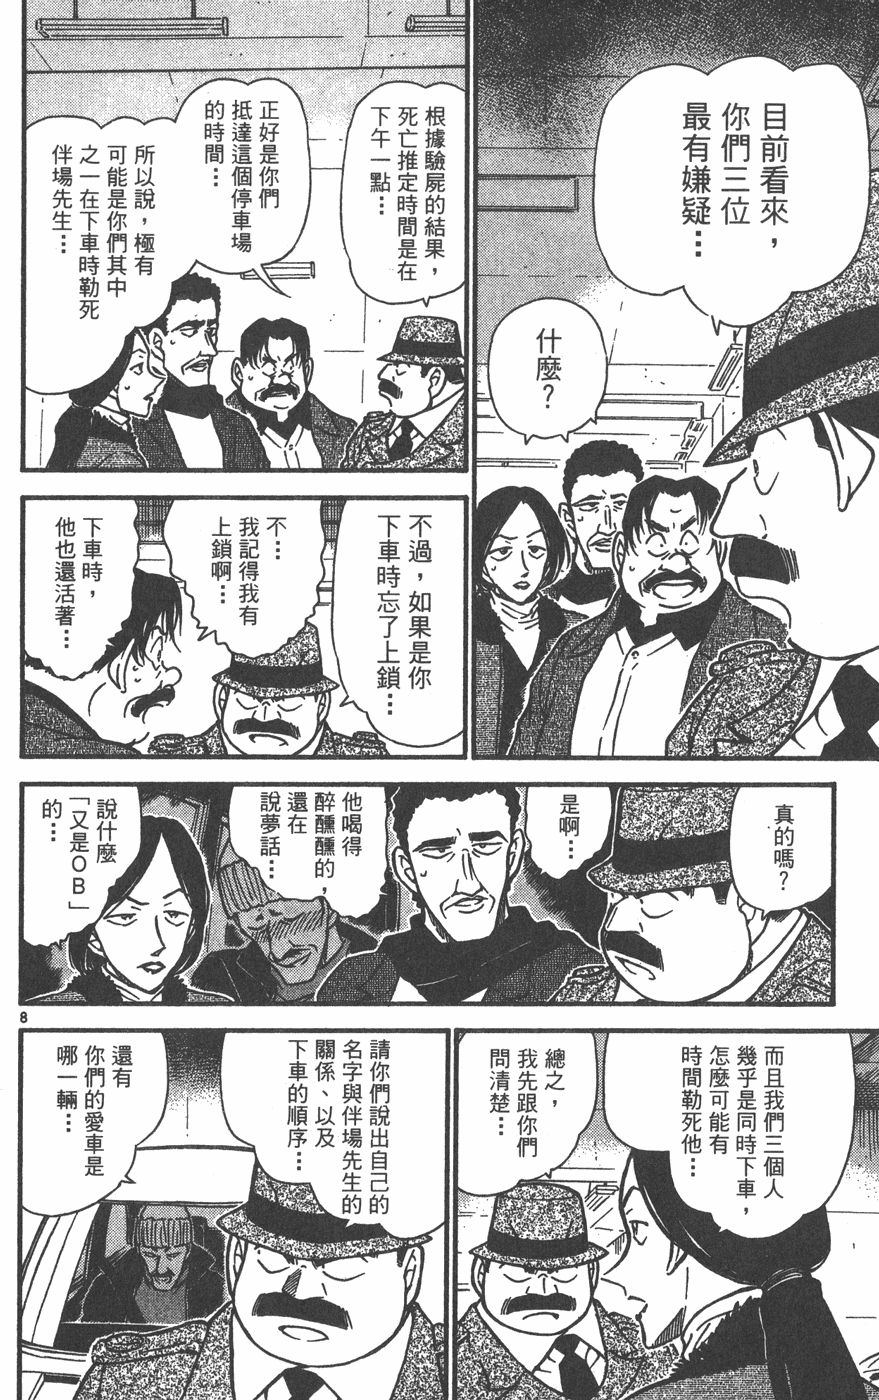 目前看來，
你們三位
最有嫌疑…
什麼？
根據驗屍的結果，
死亡推定時間是在
下午一點…
正好是你們
抵達這個停車場
的時間…
所以說，極有
可能是你們其中
之一在下車時勒死
伴場先生…
不過，如果是你
下車時忘了上鎖…
不…
我記得我有
上鎖啊…
下車時，
他也還活著…
真的嗎？
是啊…
他喝得
醉醺醺的，
還在
說夢話…
說什麼
「又是OB」
的…
8
而且我們三個人
幾乎是同時下車，
怎麼可能有
時間勒死他…
總之，
我先跟你們
問清楚…
請你們說出自己的
名字與伴場先生的
關係、以及
下車的順序…
還有
你們的愛車是
哪一輛…